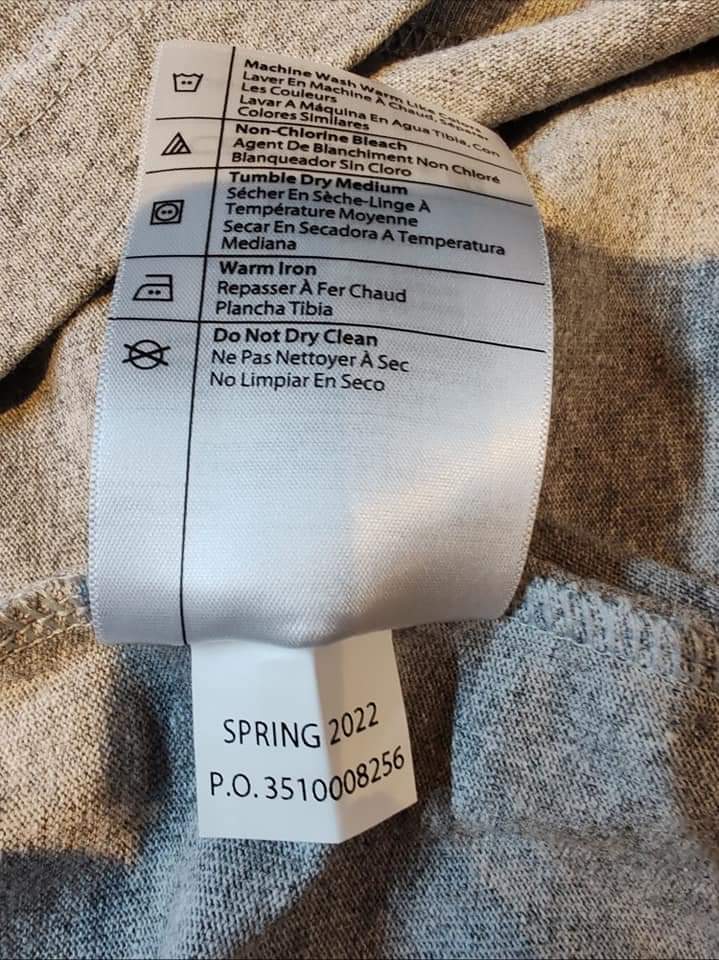 Machine Wash Warm Like Colors
Laver En Machine À Chaud, Séparer
Les Couleurs
Lavar A Máquina En Agua Tibia, Con
Colores Similares
Non-Chlorine Bleach
Agent De Blanchiment Non Chloré
Blanqueador Sin Cloro
Tumble Dry Medium
Sécher En Sèche-Linge À
Température Moyenne
Secar En Secadora A Temperatura
Mediana
Warm Iron
Repasser À Fer Chaud
Plancha Tibia
Do Not Dry Clean
Ne Pas Nettoyer À Sec
No Limpiar En Seco
SPRING 2022
P.O. 3510008256